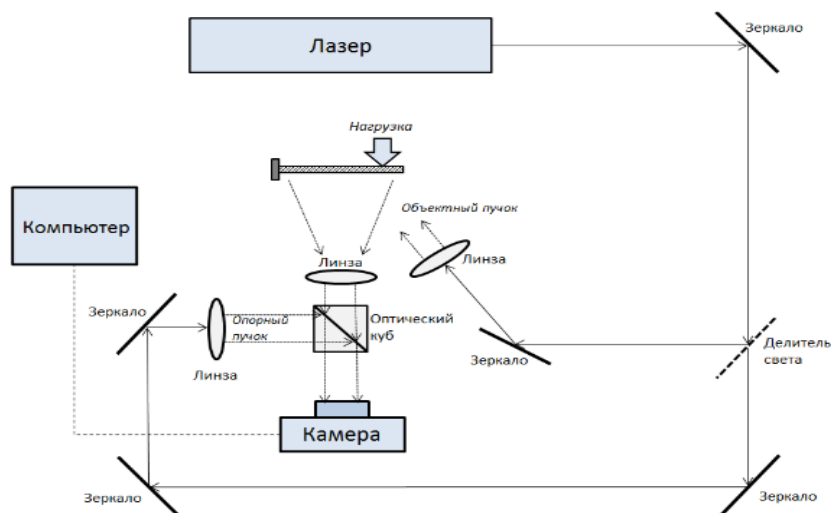 Лазер
Зеркало
Нагрузка
Компьютер
Объектный пучок
Линза
Линза
Зеркало
Опорный
пучок
Оптический
куб
Зеркало
Делитель
света
Линза
Камера
Зеркало
Зеркало